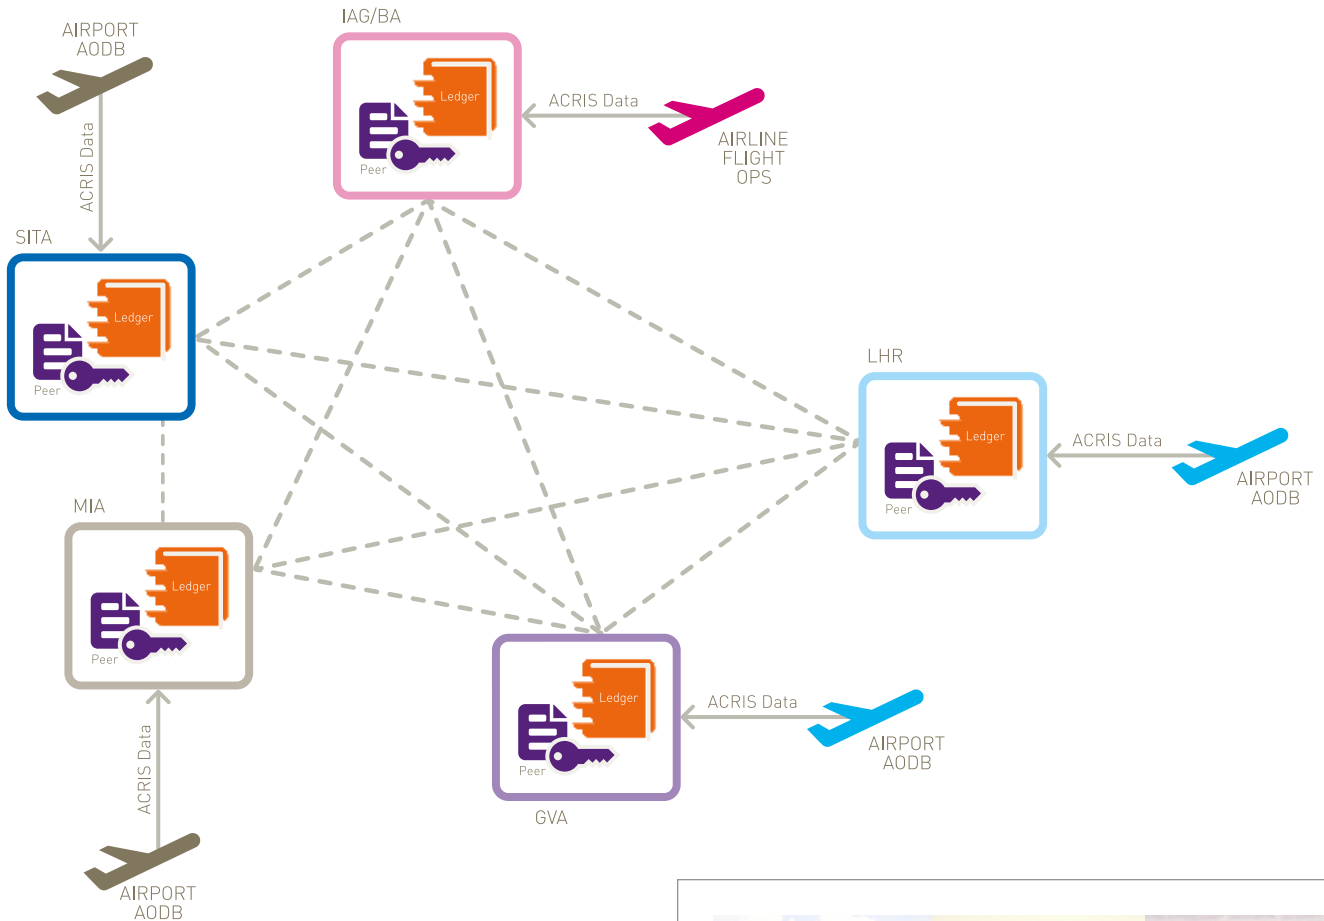 AIRPORT
AODB
ACRIS Data
IAG/BA
Ledger
Peer
ACRIS Data
AIRLINE
FLIGHT
OPS
SITA
Ledger
Peer
LHR
Ledger
Peer
ACRIS Data
AIRPORT
AODB
MIA
Ledger
Peer
ACRIS Data
AIRPORT
AODB
Ledger
Peer
GVA
ACRIS Data
AIRPORT
AODB